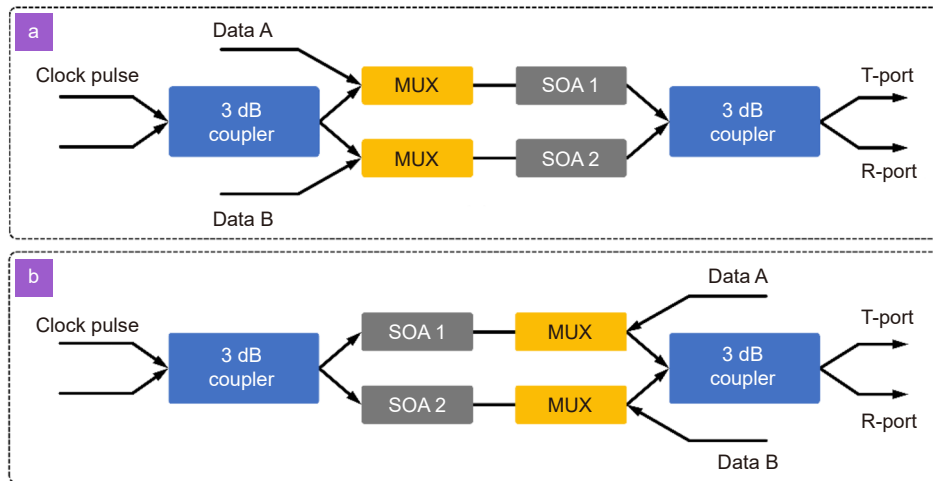 a
Data A
Clock pulse
MUX
SOA 1
T-port
3 dB
coupler
3 dB
coupler
MUX
SOA 2
R-port
Data B
b
Data A
Clock pulse
SOA 1
MUX
T-port
3 dB
coupler
3 dB
coupler
SOA 2
MUX
R-port
Data B